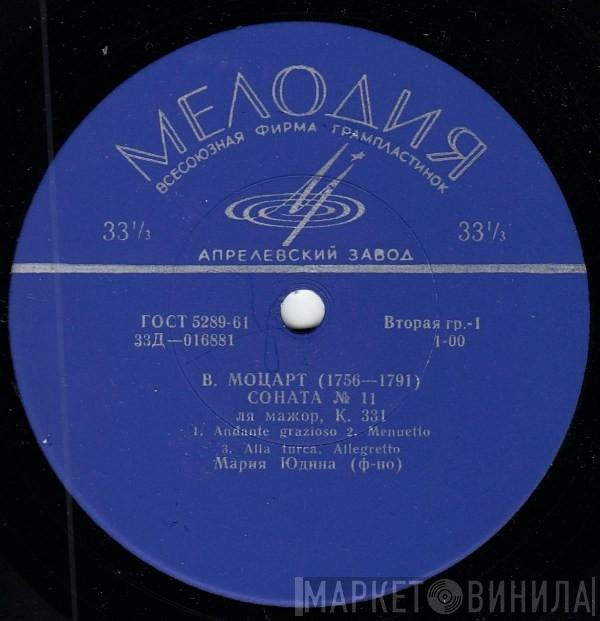 МЕЛОДИЯ
ВСЕСОЮЗНАЯ ФИРМА ГРАМПЛАСТИНОК
33⅓ 33⅓
АПРЕЛЕВСКИЙ ЗАВОД
ГОСТ 5289-61 Вторая гр.-1
33Д—016881 1-00
В. МОЦАРТ (1756—1791)
СОНАТА № 11
ля мажор, К. 331
1. Andante grazioso 2. Menuetto
3. Alla turca. Allegretto
Мария Юдина (ф-но)
МАРКЕТ ВИНИЛА